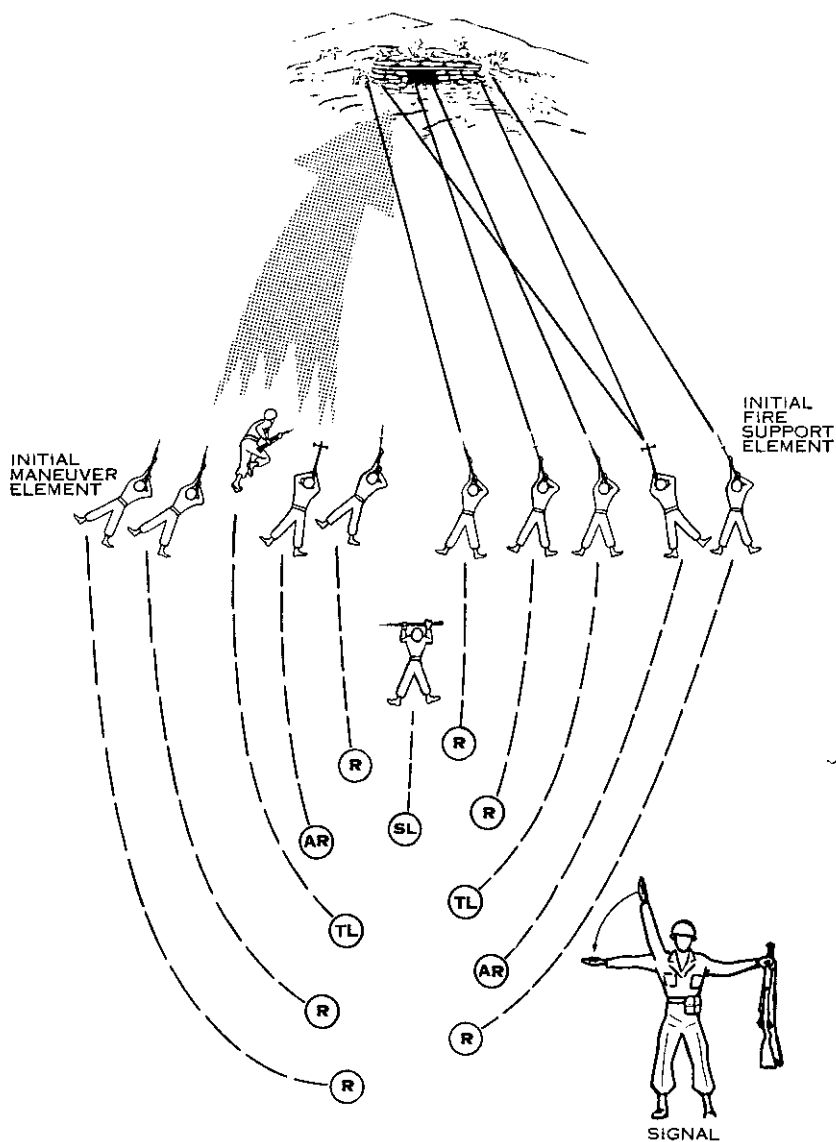 INITIAL
MANEUVER
ELEMENT
INITIAL
FIRE
SUPPORT
ELEMENT
R
R
AR
SL
R
TL
TL
AR
R
R
R
SIGNAL